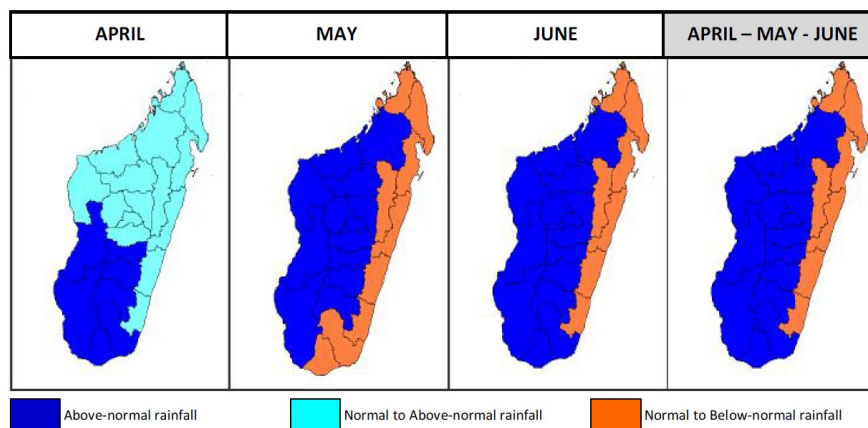 APRIL MAY JUNE APRIL – MAY - JUNE
Above-normal rainfall Normal to Above-normal rainfall Normal to Below-normal rainfall